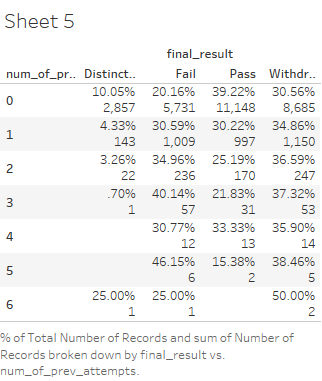 Sheet 5
final_result
num_of_pr.. Distinct.. Fail Pass Withdr..
10.05% 20.16% 39.22% 30.56%
0
2,857 5,731 11,148 8,685
4.33% 30.59% 30.22% 34.86%
1
143 1,009 997 1,150
3.26% 34.96% 25.19% 36.59%
2
22 236 170 247
.70% 40.14% 21.83% 37.32%
3
1 57 31 53
30.77% 33.33% 35.90%
4
12 13 14
46.15% 15.38% 38.46%
5
6 2 5
25.00% 25.00% 50.00%
6
1 1 2
% of Total Number of Records and sum of Number of
Records broken down by final_result vs.
num_of_prev_attempts.